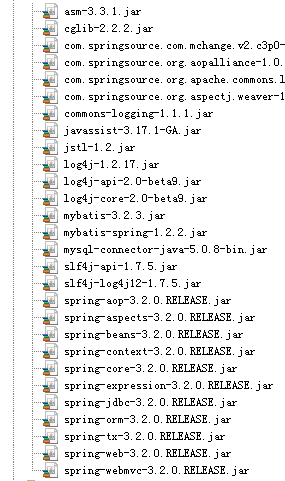 asm-3.3.1.jar
cglib-2.2.2.jar
com.springsource.com.mchange.v2.c3p0-
com.springsource.org.aopalliance-1.0.
com.springsource.org.apache.commons.l
com.springsource.org.aspectj.weaver-1
commons-logging-1.1.1.jar
javassist-3.17.1-GA.jar
jstl-1.2.jar
log4j-1.2.17.jar
log4j-api-2.0-beta9.jar
log4j-core-2.0-beta9.jar
mybatis-3.2.3.jar
mybatis-spring-1.2.2.jar
mysql-connector-java-5.0.8-bin.jar
slf4j-api-1.7.5.jar
slf4j-log4j12-1.7.5.jar
spring-aop-3.2.0.RELEASE.jar
spring-aspects-3.2.0.RELEASE.jar
spring-beans-3.2.0.RELEASE.jar
spring-context-3.2.0.RELEASE.jar
spring-core-3.2.0.RELEASE.jar
spring-expression-3.2.0.RELEASE.jar
spring-jdbc-3.2.0.RELEASE.jar
spring-orm-3.2.0.RELEASE.jar
spring-tx-3.2.0.RELEASE.jar
spring-web-3.2.0.RELEASE.jar
spring-webmvc-3.2.0.RELEASE.jar